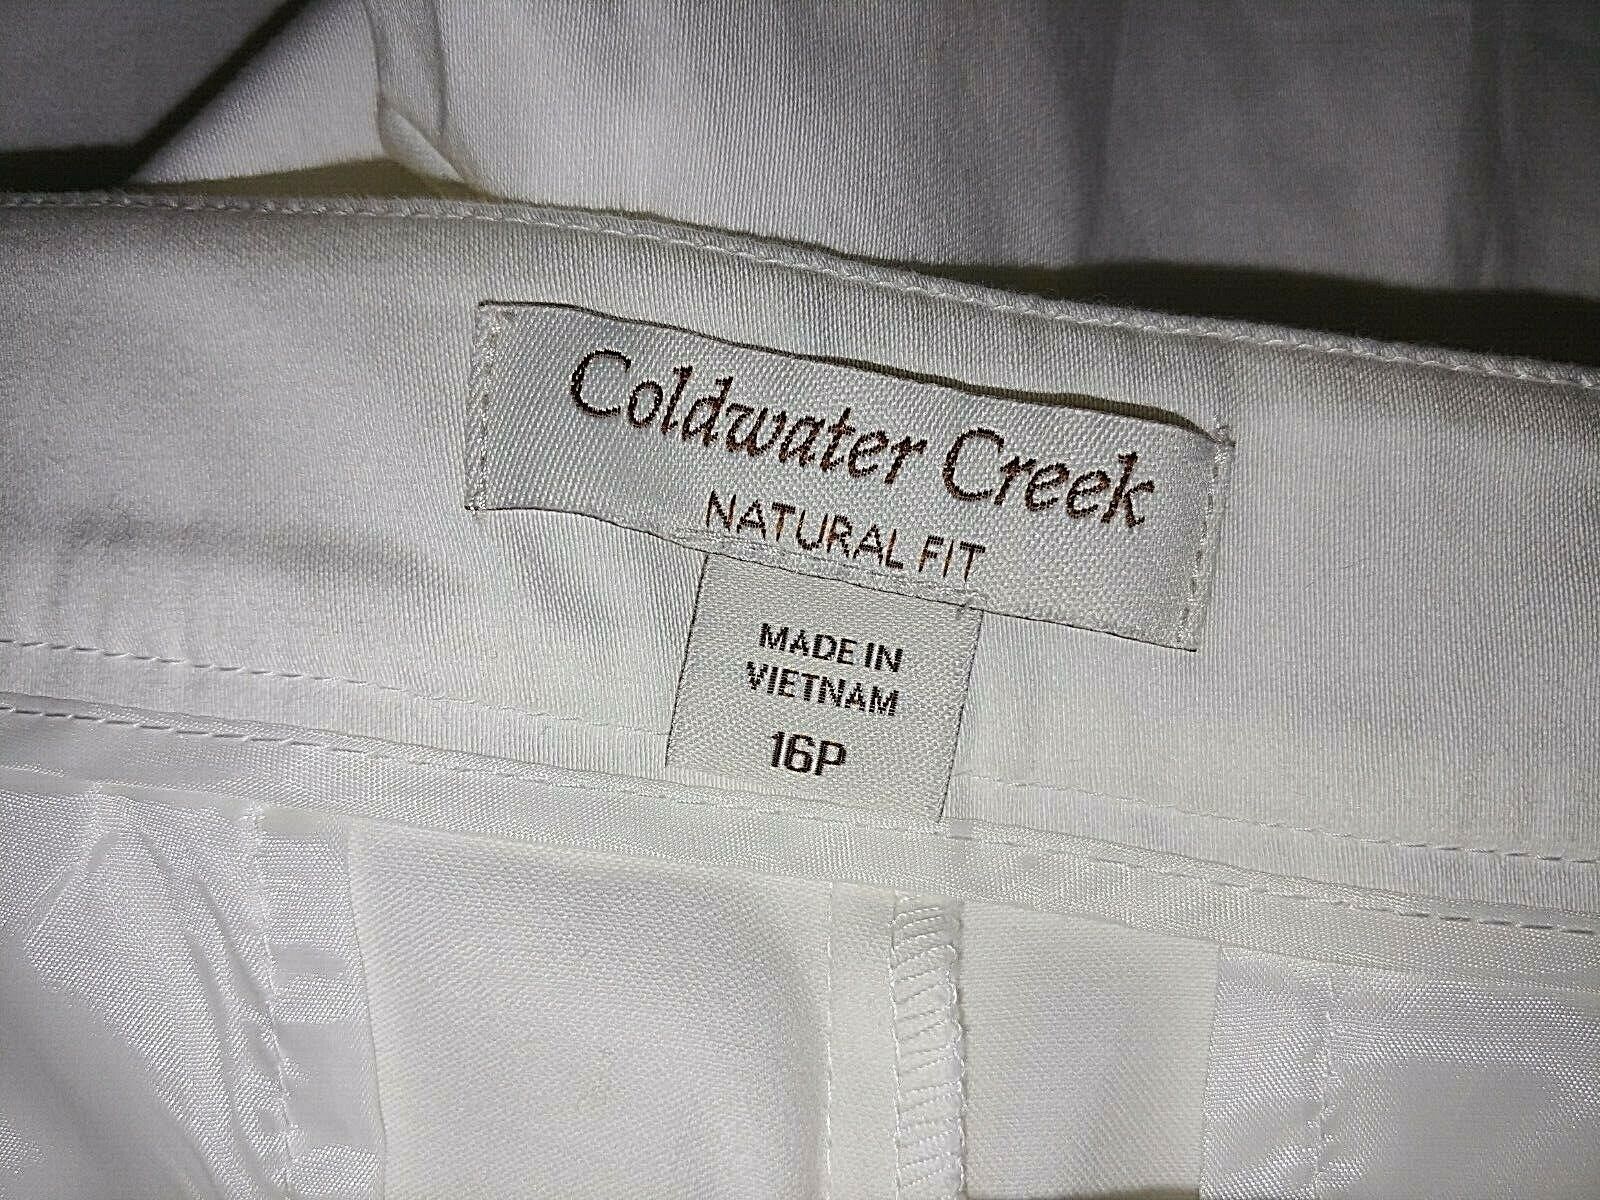 Coldwater Creek
NATURAL FIT
MADE IN
VIETNAM
16P